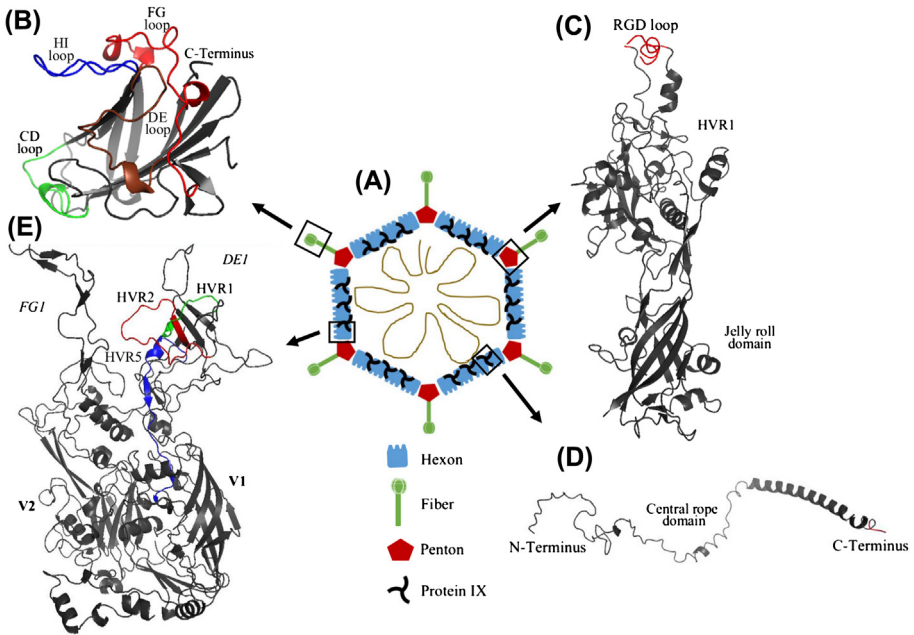 (B)
FG
loop
HI
loop
C-Terminus
DE
loop
CD
loop
(A)
(C)
RGD loop
HVR1
Jelly roll
domain
(E)
DE1
FG1
HVR2
HVR1
HVR5
V2
V1
Hexon
Fiber
Penton
Protein IX
(D)
Central rope
domain
N-Terminus
C-Terminus